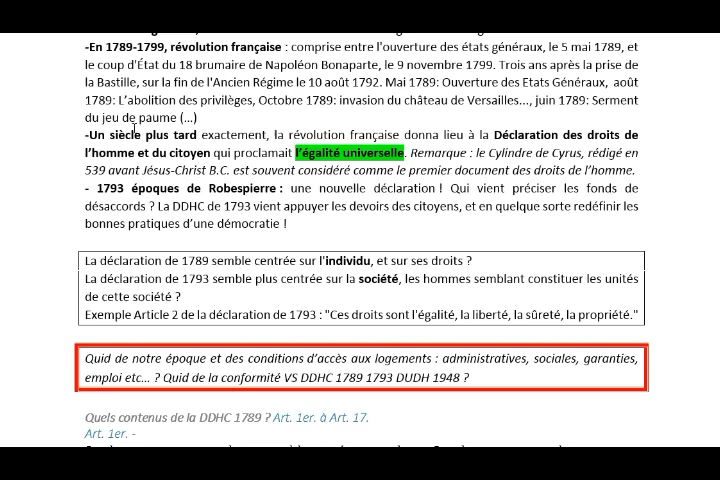 -En 1789-1799, révolution française : comprise entre l'ouverture des états généraux, le 5 mai 1789, et
le coup d'État du 18 brumaire de Napoléon Bonaparte, le 9 novembre 1799. Trois ans après la prise de
la Bastille, sur la fin de l'Ancien Régime le 10 août 1792. Mai 1789: Ouverture des Etats Généraux, août
1789: L'abolition des privilèges, Octobre 1789: invasion du château de Versailles..., juin 1789: Serment
du jeu de paume (...)
-Un siècle plus tard exactement, la révolution française donna lieu à la Déclaration des droits de
l'homme et du citoyen qui proclamait l'égalité universelle. Remarque : le Cylindre de Cyrus, rédigé en
539 avant Jésus-Christ B.C. est souvent considéré comme le premier document des droits de l'homme.
- 1793 époques de Robespierre : une nouvelle déclaration ! Qui vient préciser les fonds de
désaccords ? La DDHC de 1793 vient appuyer les devoirs des citoyens, et en quelque sorte redéfinir les
bonnes pratiques d'une démocratie !
La déclaration de 1789 semble centrée sur l'individu, et sur ses droits ?
La déclaration de 1793 semble plus centrée sur la société, les hommes semblant constituer les unités
de cette société ?
Exemple Article 2 de la déclaration de 1793 : "Ces droits sont l'égalité, la liberté, la sûreté, la propriété."
Quid de notre époque et des conditions d'accès aux logements : administratives, sociales, garanties,
emploi etc... ? Quid de la conformité VS DDHC 1789 1793 DUDH 1948 ?
Quels contenus de la DDHC 1789 ? Art. 1er. à Art. 17.
Art. 1er. -